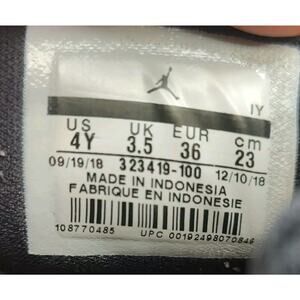 IY
US UK EUR cm
4Y 3.5 36 23
09/19/18 323419-100 12/10/18
MADE IN INDONESIA
FABRIQUE EN INDONESIE
108770485 UPC 00192498070846